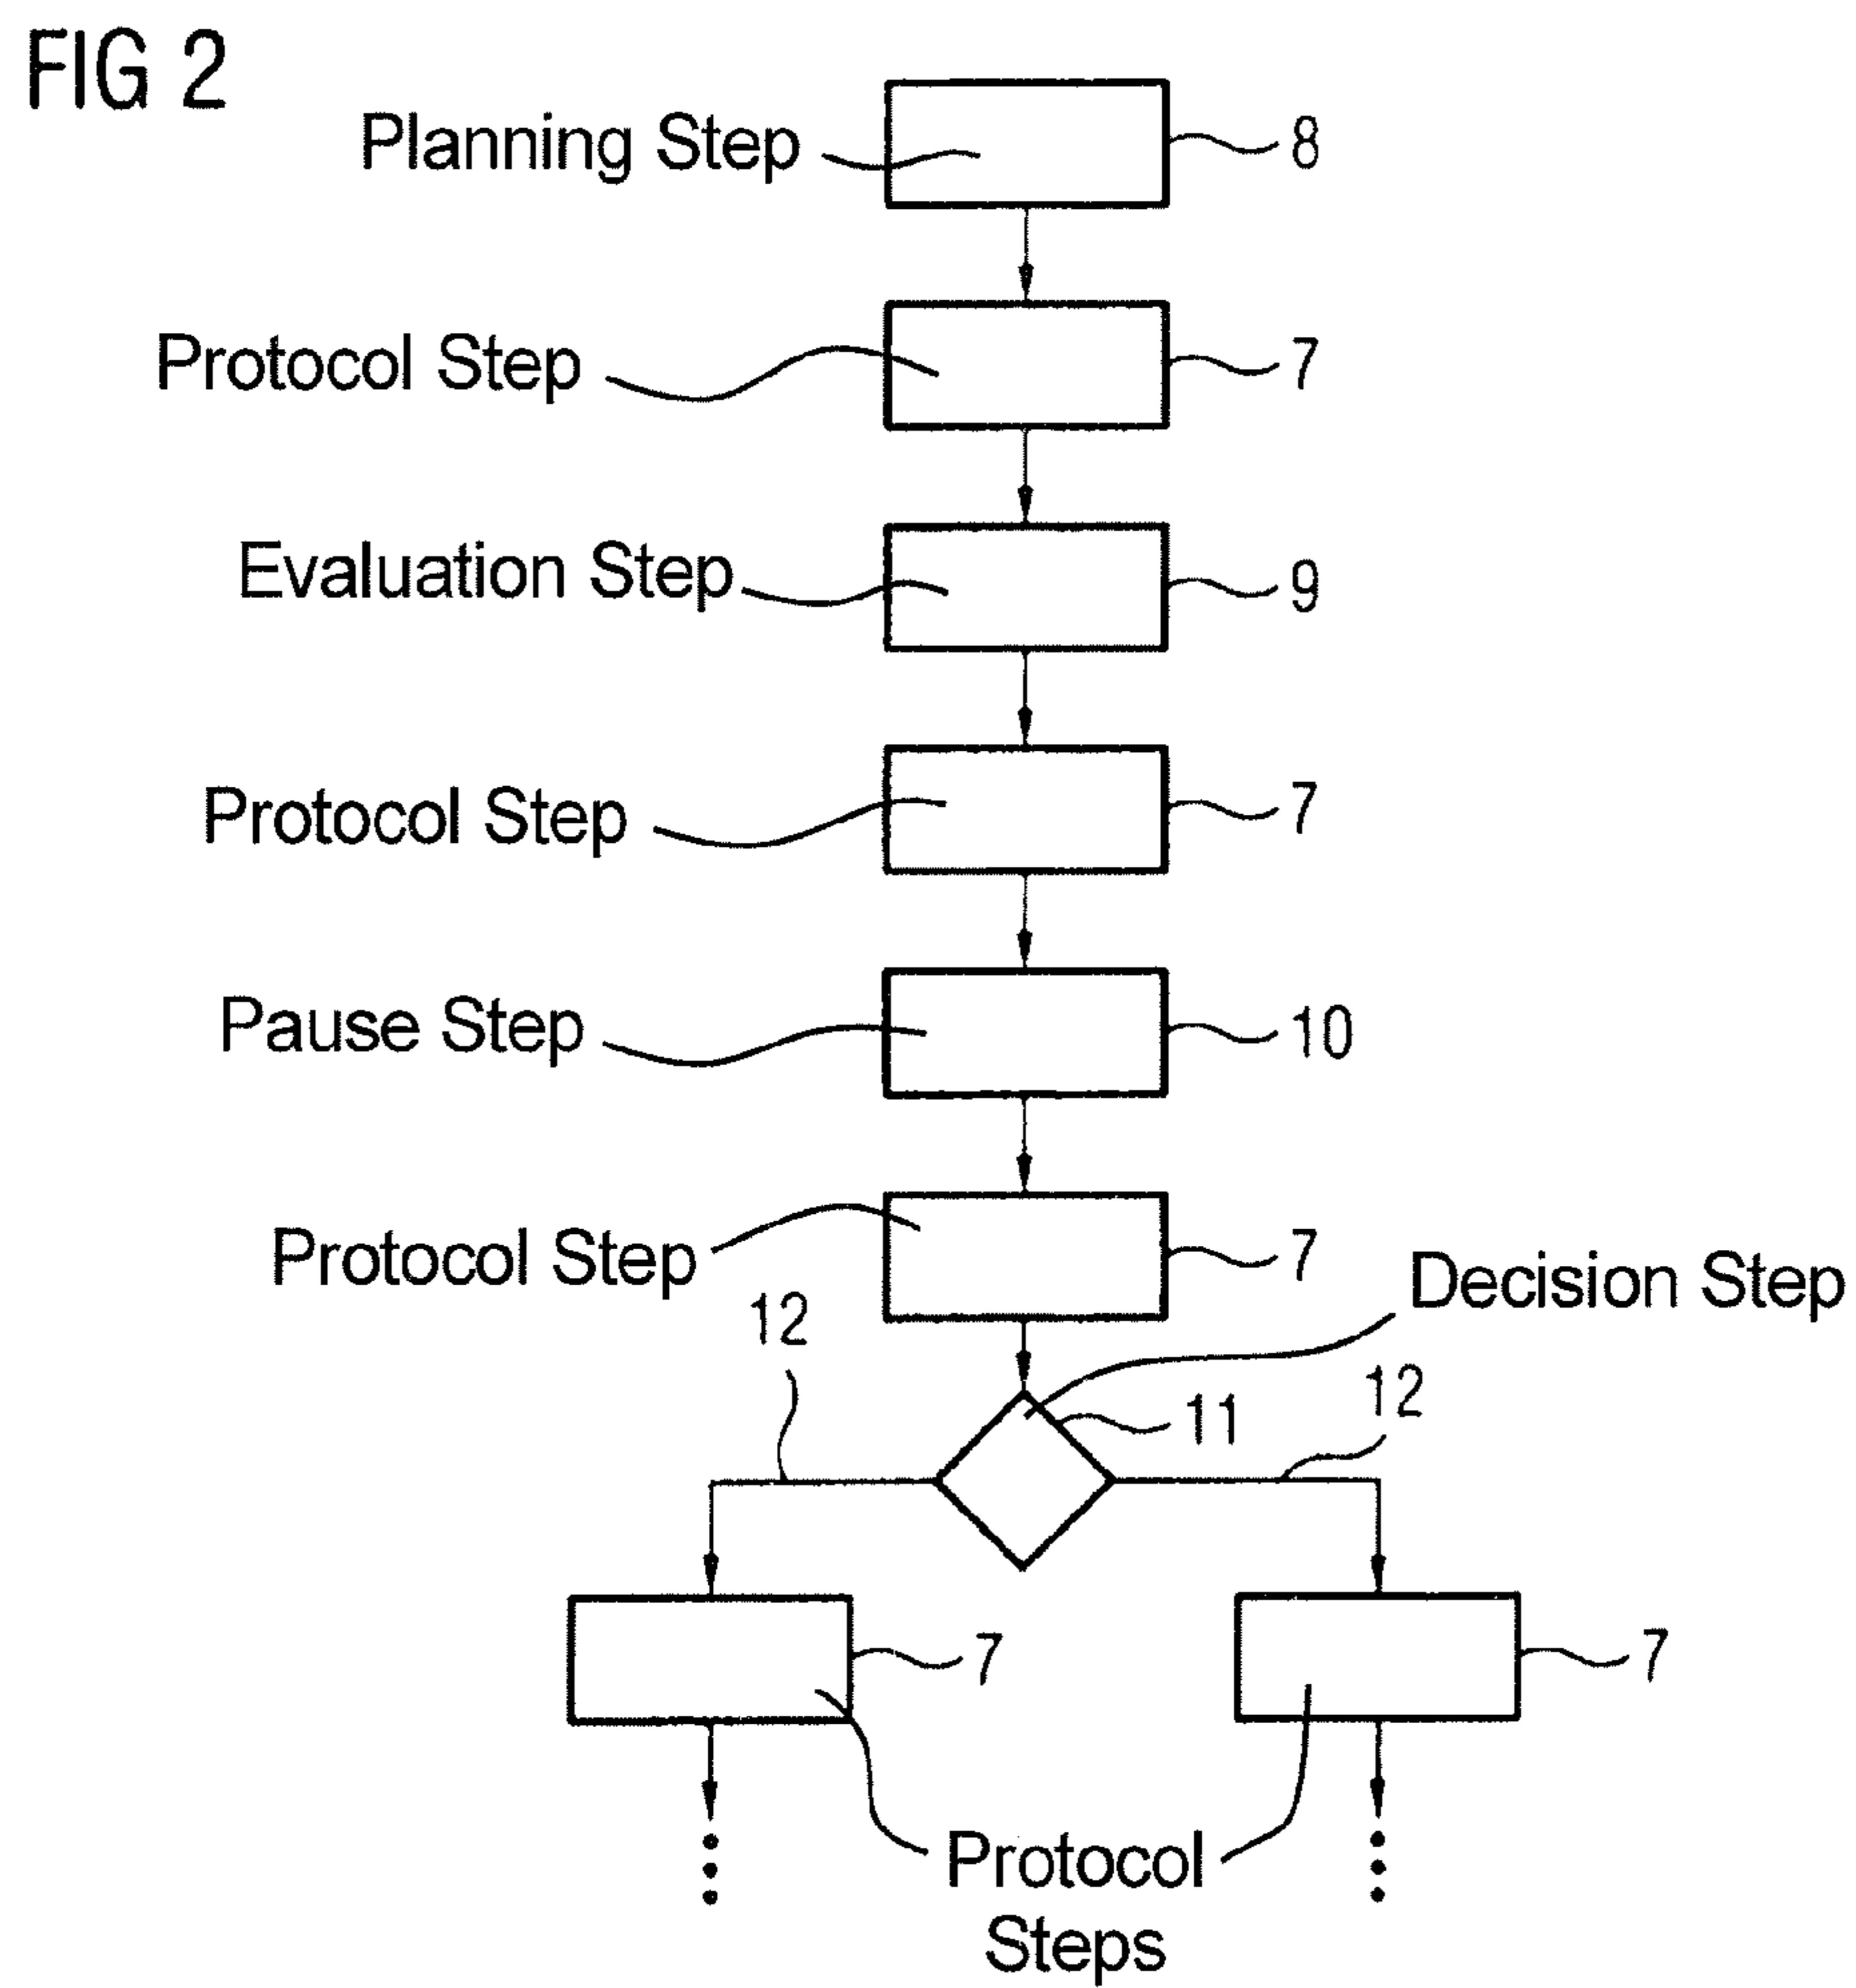 FIG 2
Planning Step
8
Protocol Step
7
Evaluation Step
9
Protocol Step
7
Pause Step
10
Protocol Step
7
Decision Step
12
11
12
7
7
Protocol
Steps